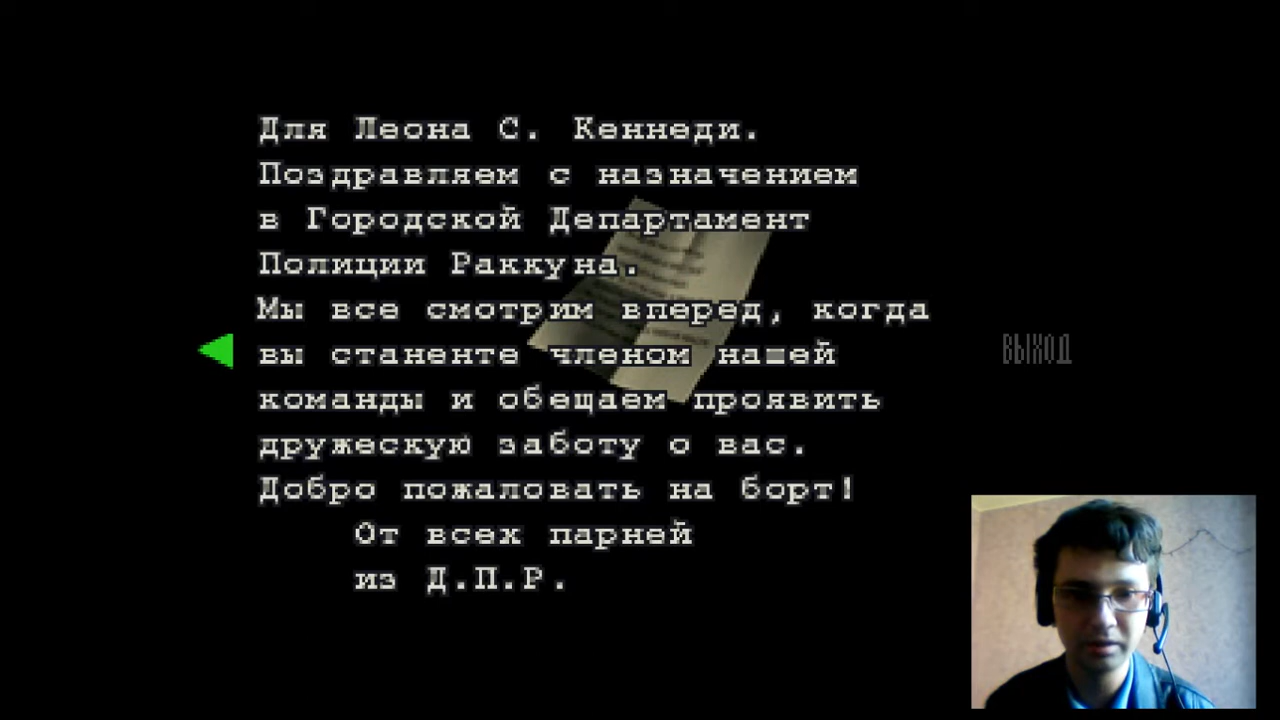 Для Леона С. Кеннеди.
Поздравляем с назначением
в Городской Департамент
Полиции Раккуна.
Мы все смотрим вперед, когда
вы станенте членом нашей
команды и обещаем проявить
дружескую заботу о вас.
Добро пожаловать на борт!
От всех парней
из Д.П.Р.
ВЫХОД